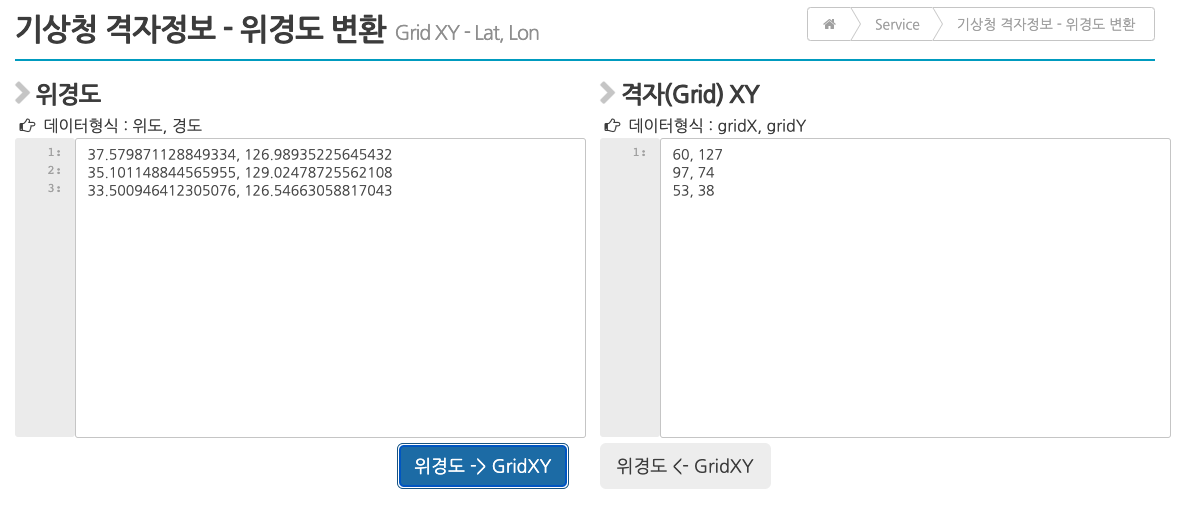 기상청 격자정보 - 위경도 변환 Grid XY - Lat, Lon
Service
기상청 격자정보 - 위경도 변환
위경도
데이터형식 : 위도, 경도
1: 37.579871128849334, 126.98935225645432
2: 35.101148844565955, 129.02478725562108
3: 33.500946412305076, 126.54663058817043
위경도 -> GridXY
격자(Grid) XY
데이터형식 : gridX, gridY
1: 60, 127
97, 74
53, 38
위경도 <- GridXY